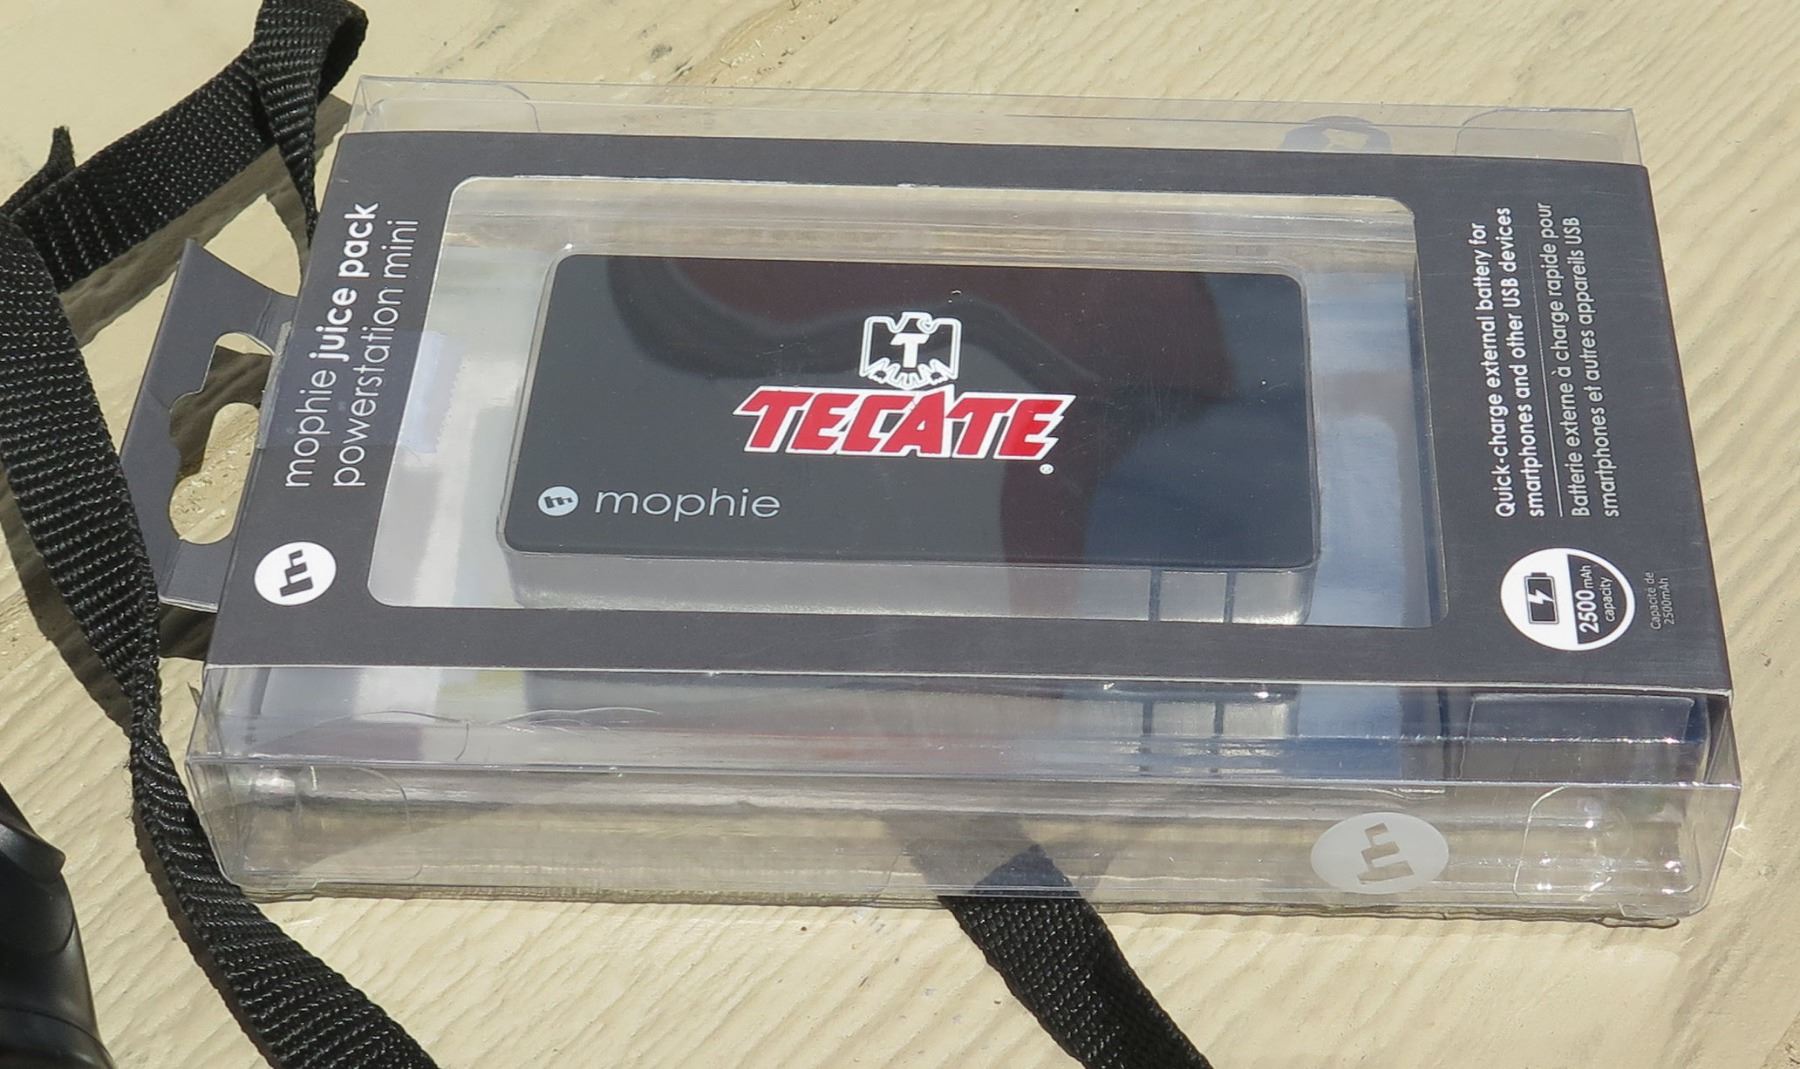 mophie juice pack
powerstation mini
T
TECATE
®
mophie
Quick-charge external battery for
smartphones and other USB devices
Batterie externe à charge rapide pour
smartphones et autres appareils USB
2500mAh
capacity
Capacité de
2500mAh